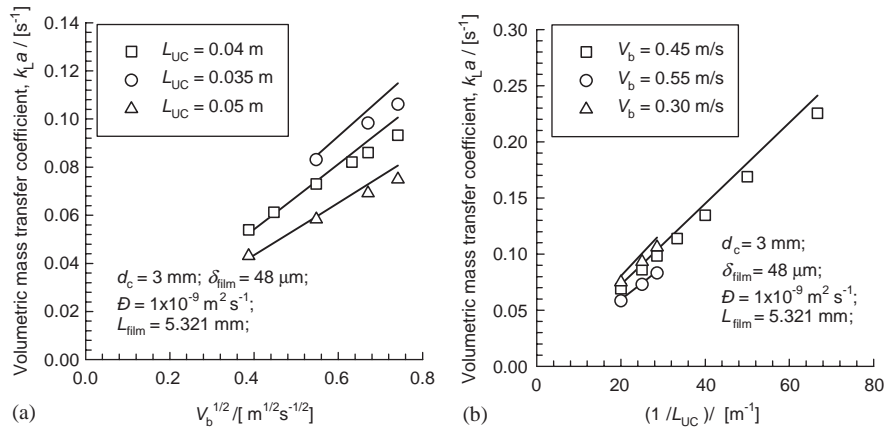 Volumetric mass transfer coefficient, kLa / [s-1]
0.14
0.12
0.10
0.08
0.06
0.04
0.02
0.00
LUC = 0.04 m
LUC = 0.035 m
LUC = 0.05 m
dc = 3 mm; δfilm = 48 μm;
Đ = 1x10-9 m2 s-1;
Lfilm = 5.321 mm;
0.0 0.2 0.4 0.6 0.8
(a) Vb1/2/[ m1/2s-1/2]
Volumetric mass transfer coefficient, kLa / [s-1]
0.30
0.25
0.20
0.15
0.10
0.05
0.00
Vb = 0.45 m/s
Vb = 0.55 m/s
Vb = 0.30 m/s
dc = 3 mm;
δfilm = 48 μm;
Đ = 1x10-9 m2 s-1;
Lfilm = 5.321 mm;
0 20 40 60 80
(b) (1 /LUC)/ [m-1]